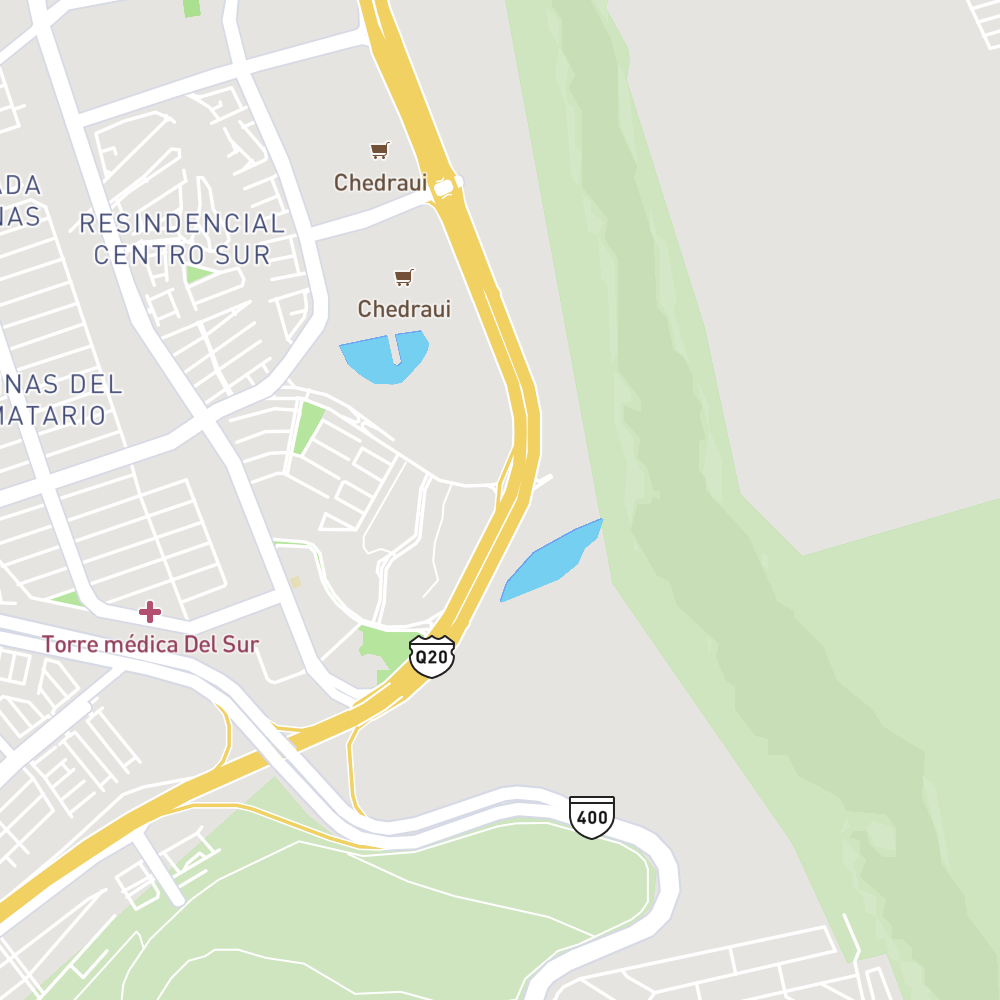 Chedraui
ADA
NAS
RESINDENCIAL
CENTRO SUR
Chedraui
NAS DEL
MATARIO
Torre médica Del Sur
Q20
400